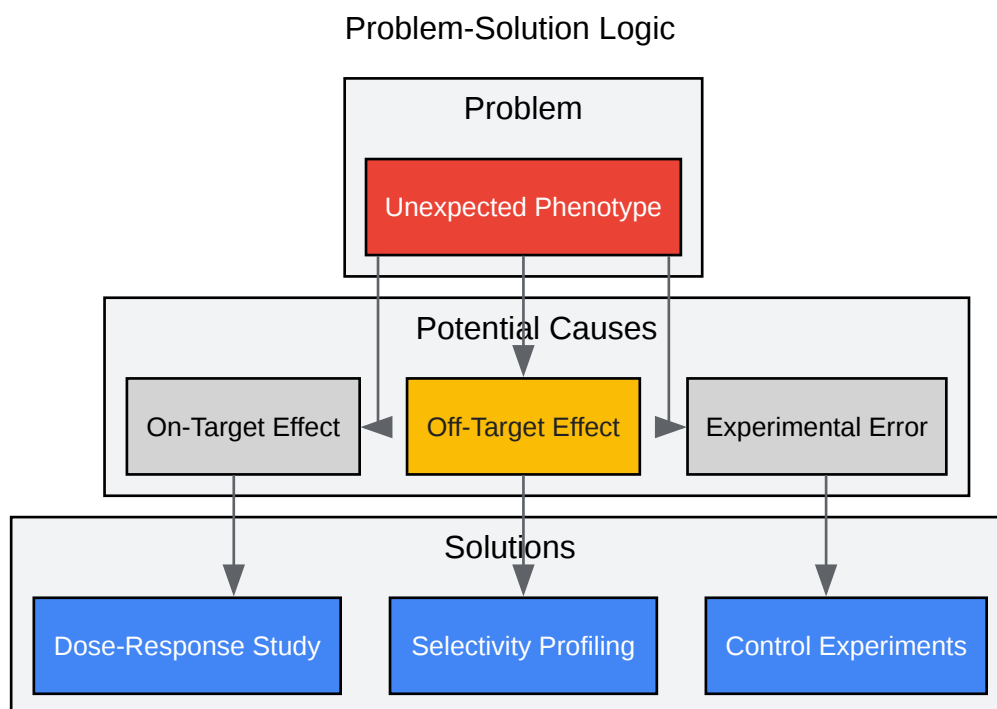 Problem-Solution Logic
Problem
Unexpected Phenotype
Potential Causes
On-Target Effect
Off-Target Effect
Experimental Error
Solutions
Dose-Response Study
Selectivity Profiling
Control Experiments